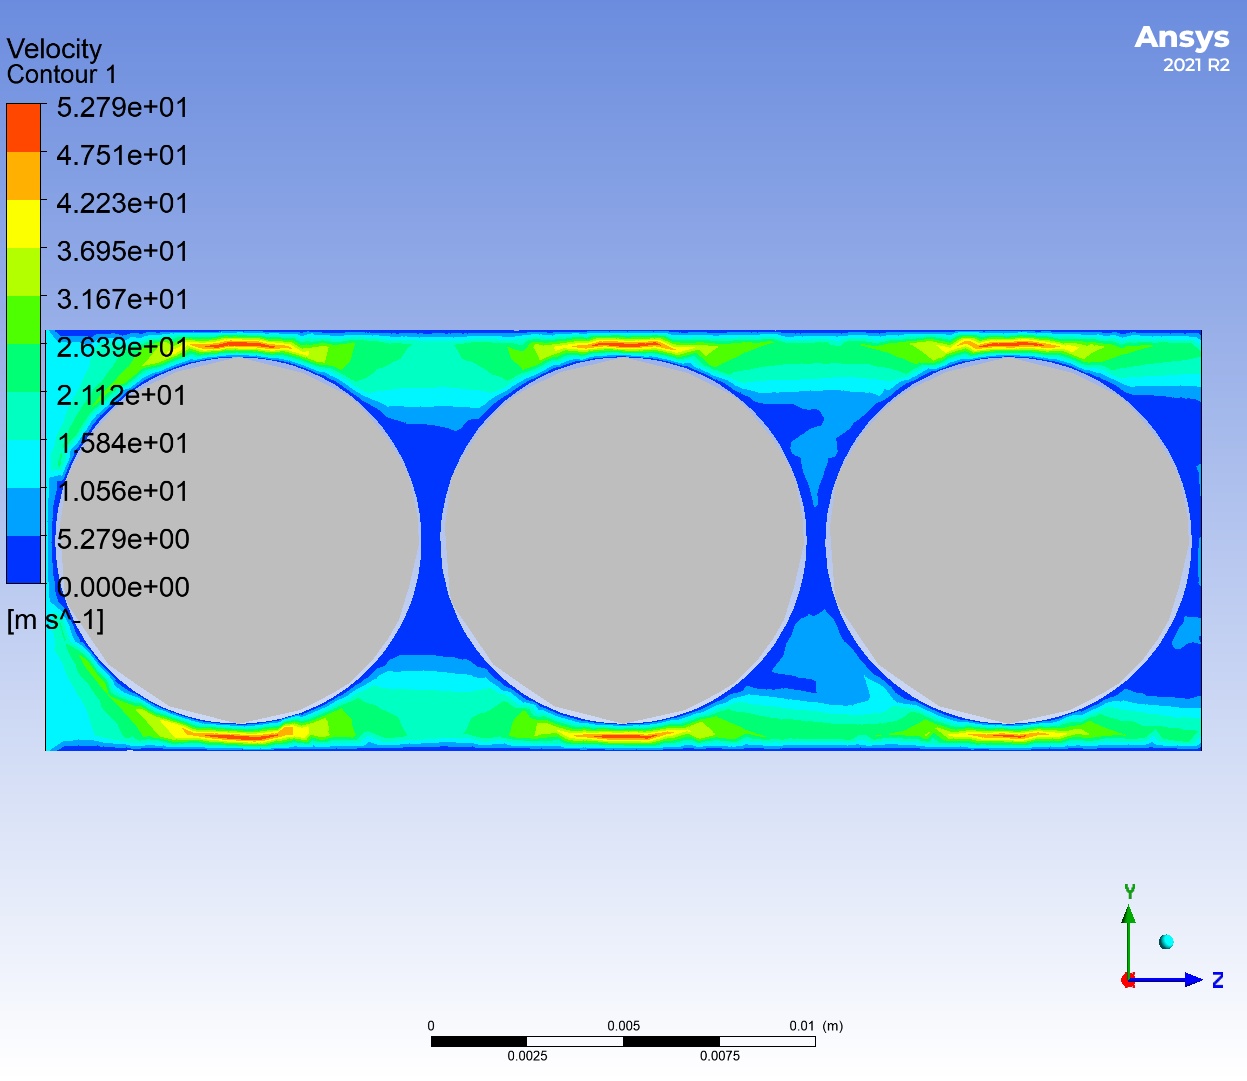 Ansys
2021 R2
Velocity
Contour 1
5.279e+01
4.751e+01
4.223e+01
3.695e+01
3.167e+01
2.639e+01
2.112e+01
1.584e+01
1.056e+01
5.279e+00
0.000e+00
[m s^-1]
Y
Z
0 0.005 0.01 (m)
0.0025 0.0075